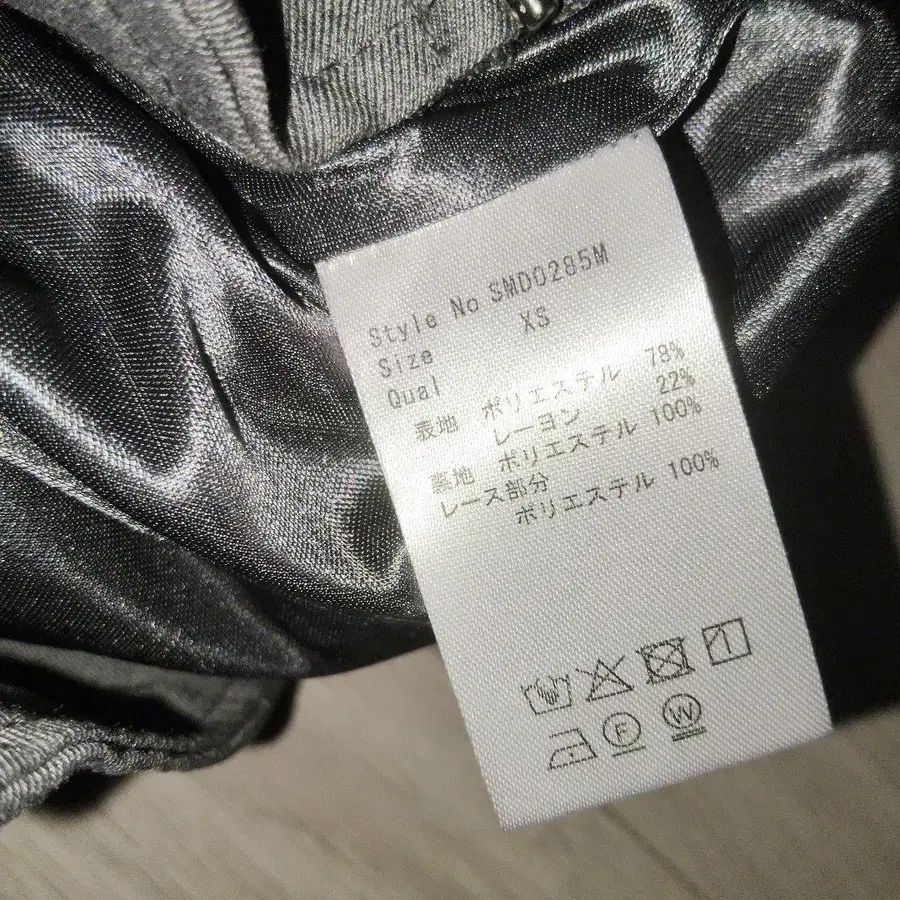 Style No SMD0285M
Size XS
Qual
表地 ポリエステル 78%
レーヨン 22%
裏地 ポリエステル 100%
レース部分
ポリエステル 100%
F W